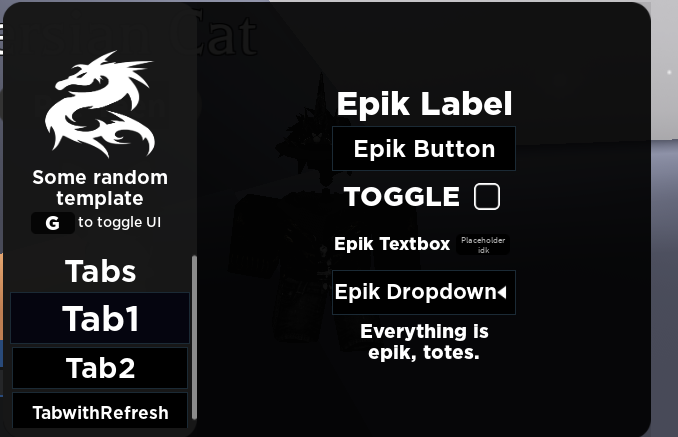 Cat
Some random
template
G to toggle UI
Tabs
Tab1
Tab2
TabwithRefresh
Epik Label
Epik Button
TOGGLE
Epik Textbox
Placeholder
idk
Epik Dropdown
Everything is
epik, totes.